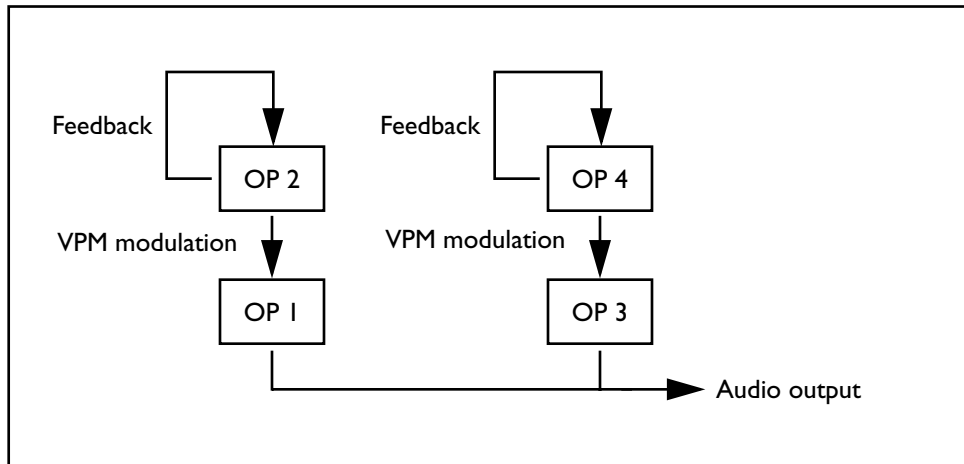 Feedback
Feedback
OP 2
OP 4
VPM modulation
VPM modulation
OP 1
OP 3
Audio output